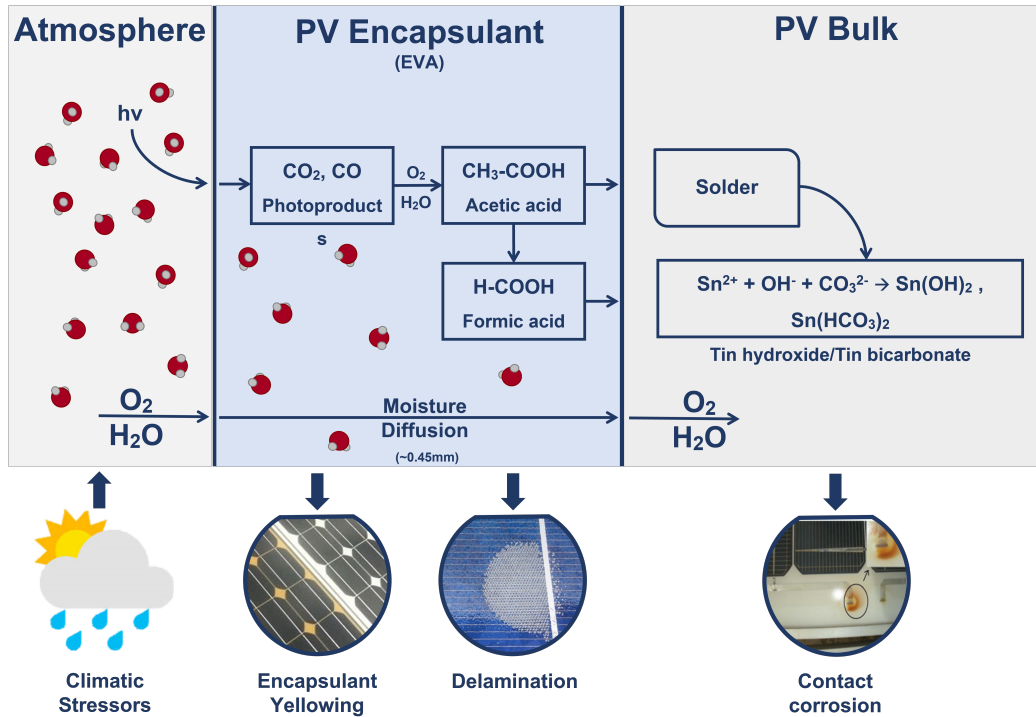 Atmosphere
PV Encapsulant
(EVA)
PV Bulk
hv
CO₂, CO
Photoproduct
s
O₂
H₂O
CH₃-COOH
Acetic acid
H-COOH
Formic acid
Solder
Sn²⁺ + OH⁻ + CO₃²⁻ → Sn(OH)₂ ,
Sn(HCO₃)₂
Tin hydroxide/Tin bicarbonate
O₂
H₂O
Moisture
Diffusion
(~0.45mm)
O₂
H₂O
Climatic
Stressors
Encapsulant
Yellowing
Delamination
Contact
corrosion